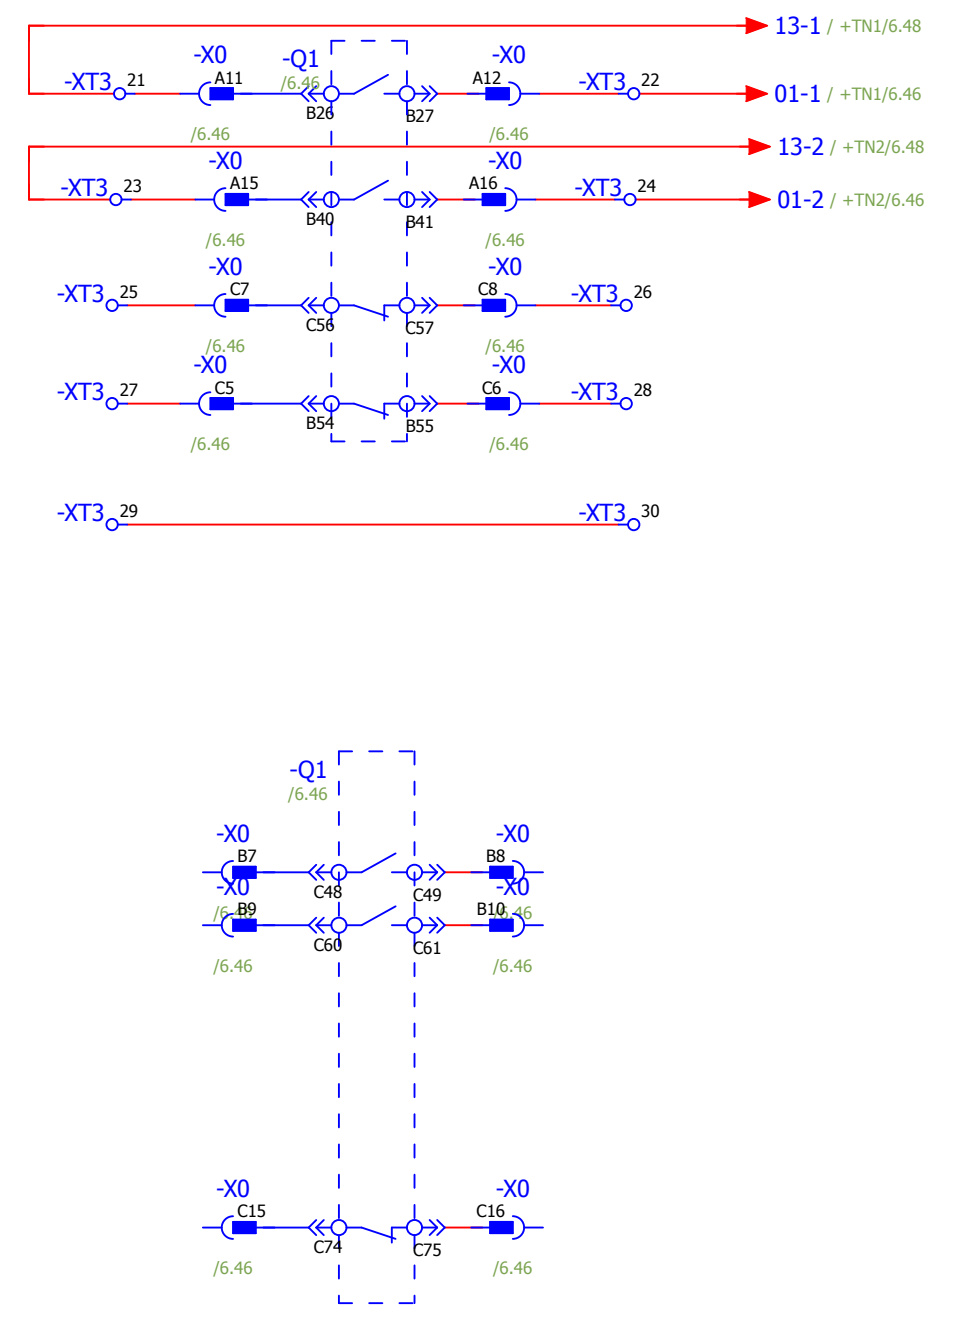 13-1 / +TN1/6.48
-X0 -Q1 -X0
-XT3 21 A11 /6.46 A12 -XT3 22 01-1 / +TN1/6.46
B26 B27
/6.46 /6.46
13-2 / +TN2/6.48
-X0 -X0
-XT3 23 A15 A16 -XT3 24 01-2 / +TN2/6.46
B40 B41
/6.46 /6.46
-X0 -X0
-XT3 25 C7 C8 -XT3 26
C56 C57
/6.46 /6.46
-X0 -X0
-XT3 27 C5 C6 -XT3 28
B54 B55
/6.46 /6.46
-XT3 29 -XT3 30
-Q1
/6.46
-X0 -X0
B7 B8
C48 C49
-X0 -X0
/6.46 /6.46
B9 B10
C60 C61
/6.46 /6.46
-X0 -X0
C15 C16
C74 C75
/6.46 /6.46